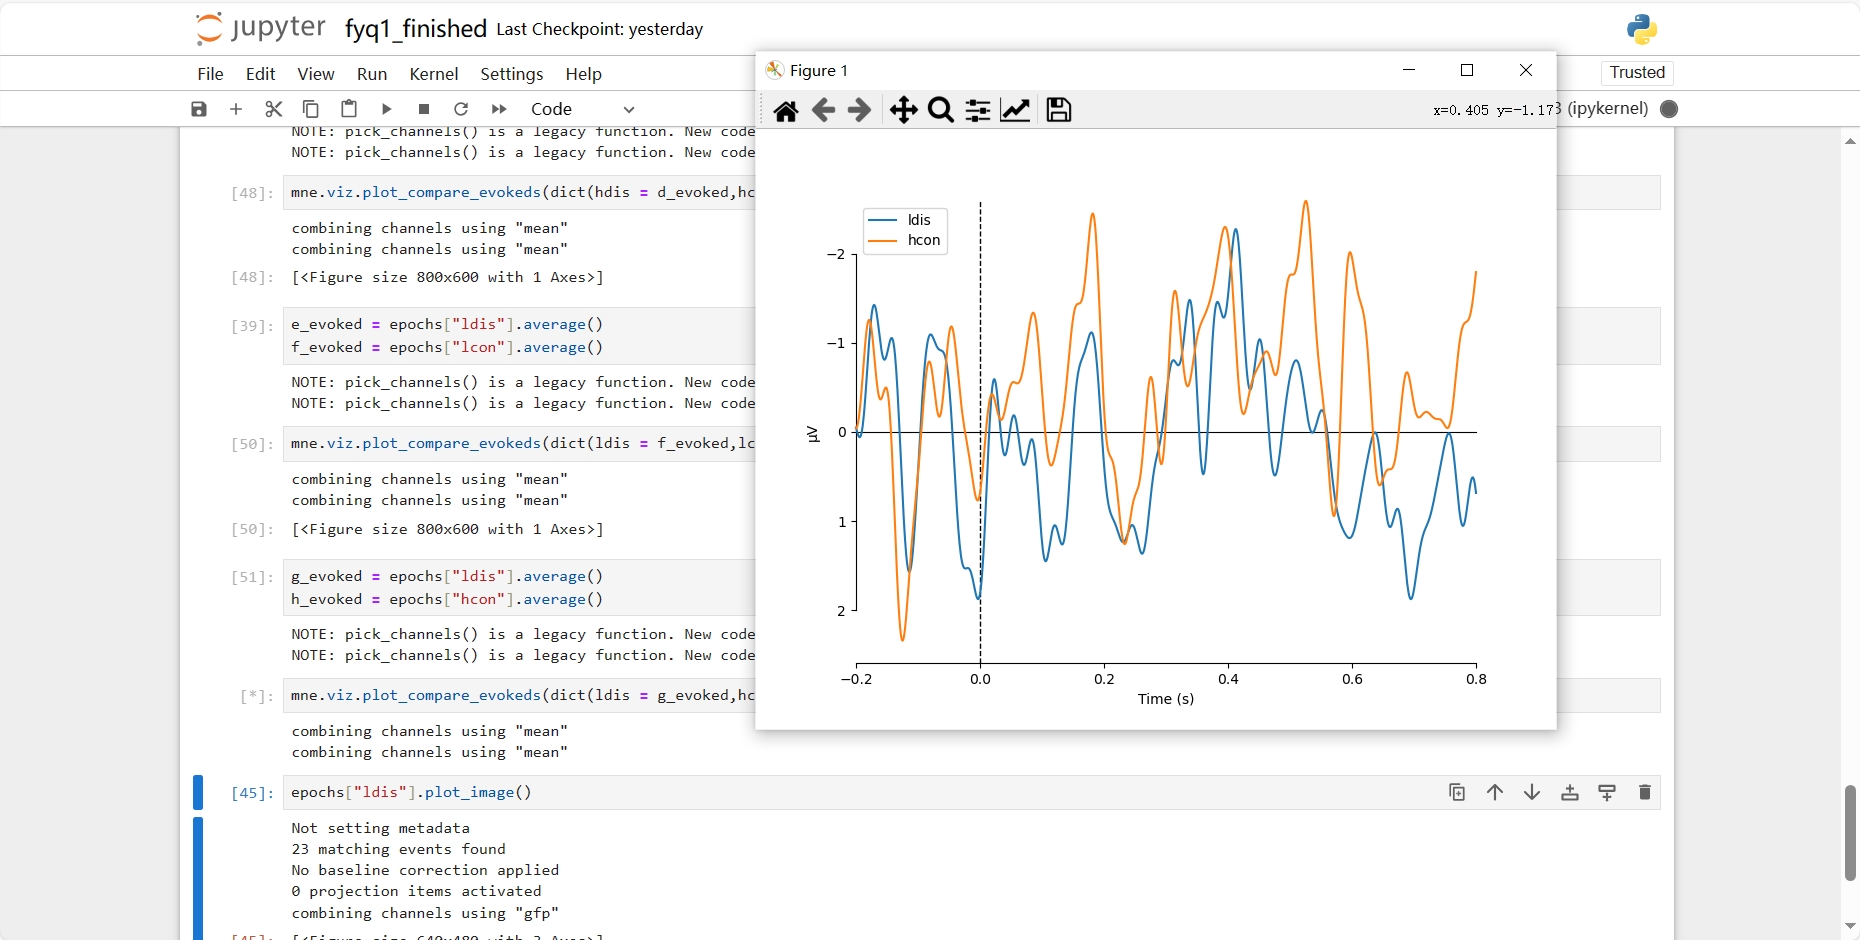 jupyter fyq1_finished Last Checkpoint: yesterday
File Edit View Run Kernel Settings Help
Trusted
Code
(ipykernel)
NOTE: pick_channels() is a legacy function. New code
NOTE: pick_channels() is a legacy function. New code
[48]: mne.viz.plot_compare_evokeds(dict(hdis = d_evoked,hc
combining channels using "mean"
combining channels using "mean"
[48]: [<Figure size 800x600 with 1 Axes>]
[39]: e_evoked = epochs["ldis"].average()
f_evoked = epochs["lcon"].average()
NOTE: pick_channels() is a legacy function. New code
NOTE: pick_channels() is a legacy function. New code
[50]: mne.viz.plot_compare_evokeds(dict(ldis = f_evoked,lc
combining channels using "mean"
combining channels using "mean"
[50]: [<Figure size 800x600 with 1 Axes>]
[51]: g_evoked = epochs["ldis"].average()
h_evoked = epochs["hcon"].average()
NOTE: pick_channels() is a legacy function. New code
NOTE: pick_channels() is a legacy function. New code
[*]: mne.viz.plot_compare_evokeds(dict(ldis = g_evoked,hc
combining channels using "mean"
combining channels using "mean"
[45]: epochs["ldis"].plot_image()
Not setting metadata
23 matching events found
No baseline correction applied
0 projection items activated
combining channels using "gfp"
[45]: [<Figure size 640x480 with 3 Axes>]
Figure 1
x=0.405 y=-1.173
ldis
hcon
−2
−1
0
1
2
µV
−0.2 0.0 0.2 0.4 0.6 0.8
Time (s)